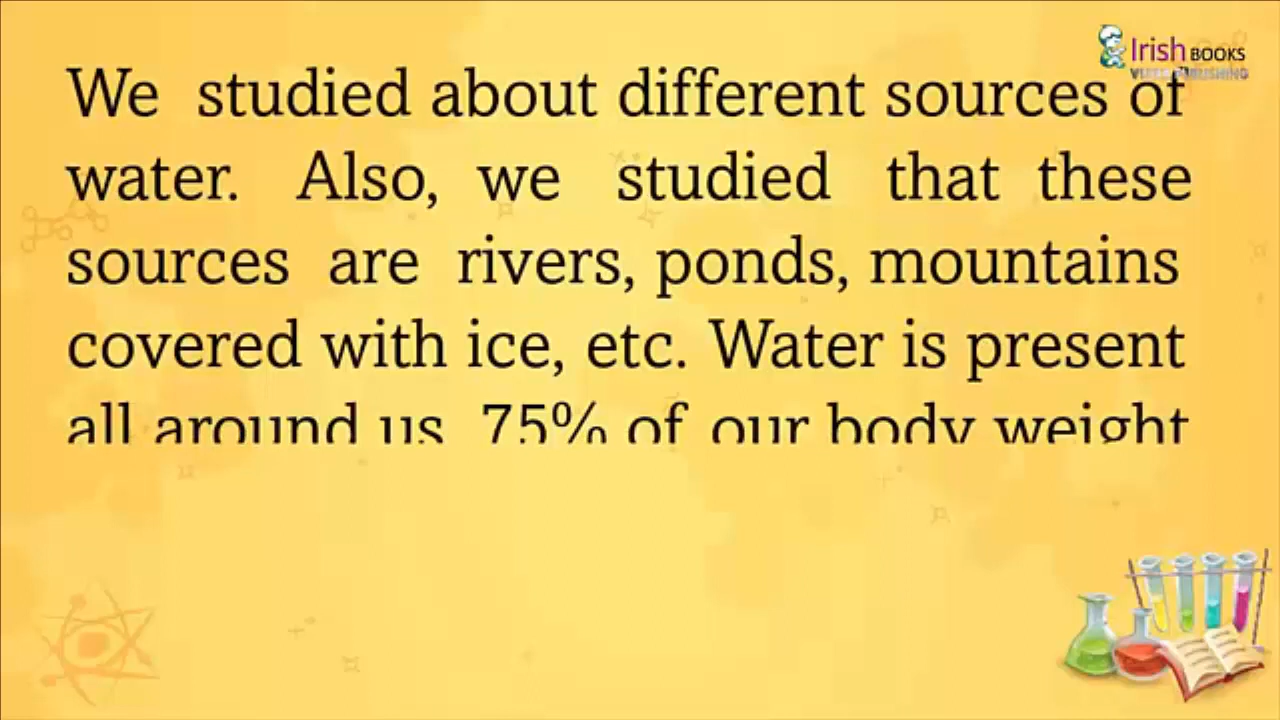 Irish BOOKS
We studied about different sources of
water. Also, we studied that these
sources are rivers, ponds, mountains
covered with ice, etc. Water is present
all around us 75% of our body weight